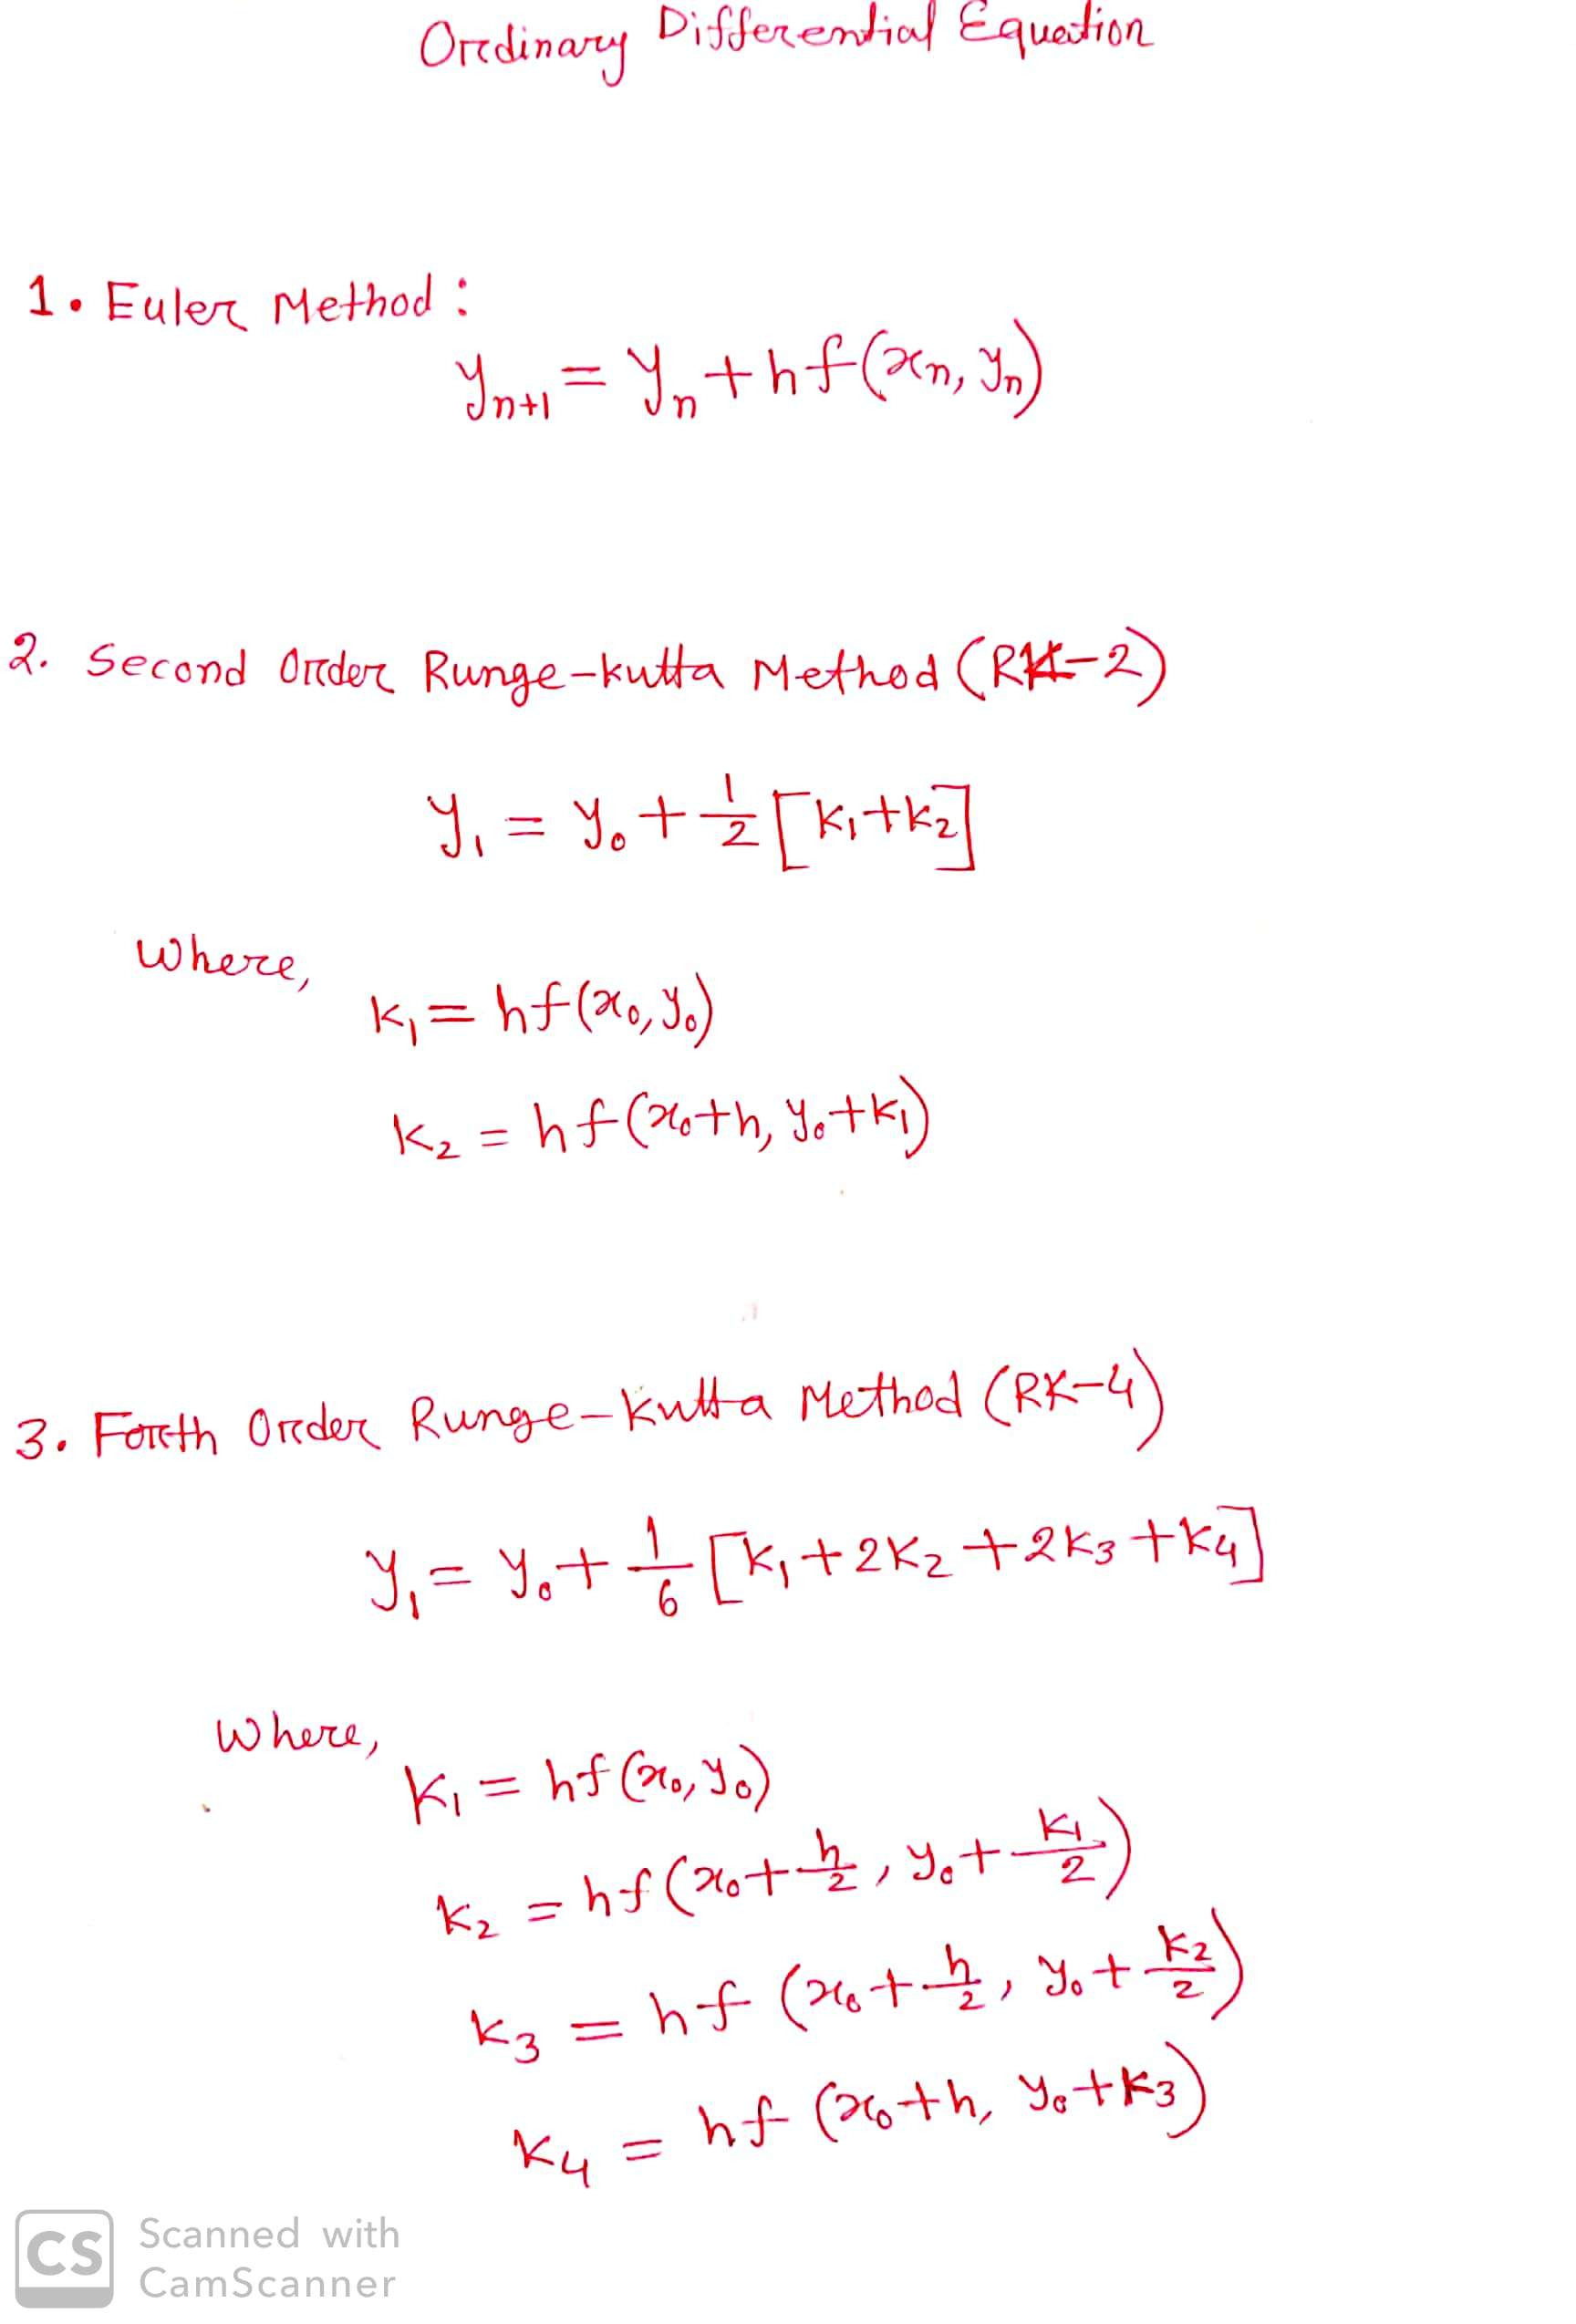 Ordinary Differential Equation
1. Euler Method:
yₙ₊₁ = yₙ + hf(xₙ, yₙ)
2. Second Order Runge-kutta Method (RK-2)
y₁ = y₀ + 1/2 [k₁+k₂]
Where,
k₁ = hf(x₀, y₀)
k₂ = hf(x₀+h, y₀+k₁)
3. Forth Order Runge-Kutta Method (RK-4)
y₁ = y₀ + 1/6 [k₁+2k₂+2k₃+k₄]
Where,
k₁ = hf(x₀, y₀)
k₂ = hf(x₀+h/2, y₀+k₁/2)
k₃ = hf(x₀+h/2, y₀+k₂/2)
k₄ = hf(x₀+h, y₀+k₃)
CS Scanned with
CamScanner